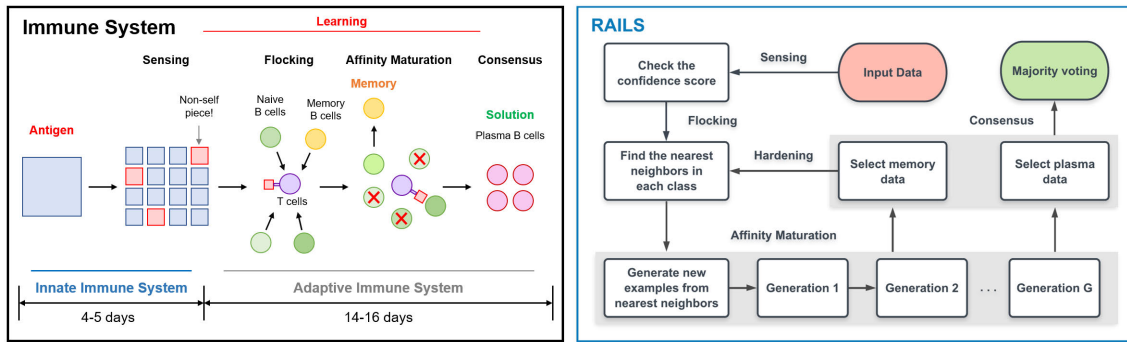 Immune System
Learning
Sensing
Flocking
Affinity Maturation
Consensus
Memory
Non-self
piece!
Naive
B cells
Memory
B cells
Antigen
Solution
Plasma B cells
T cells
Innate Immune System
Adaptive Immune System
4-5 days
14-16 days
RAILS
Check the
confidence score
Sensing
Input Data
Majority voting
Flocking
Consensus
Find the nearest
neighbors in
each class
Hardening
Select memory
data
Select plasma
data
Affinity Maturation
Generate new
examples from
nearest neighbors
Generation 1
Generation 2
...
Generation G